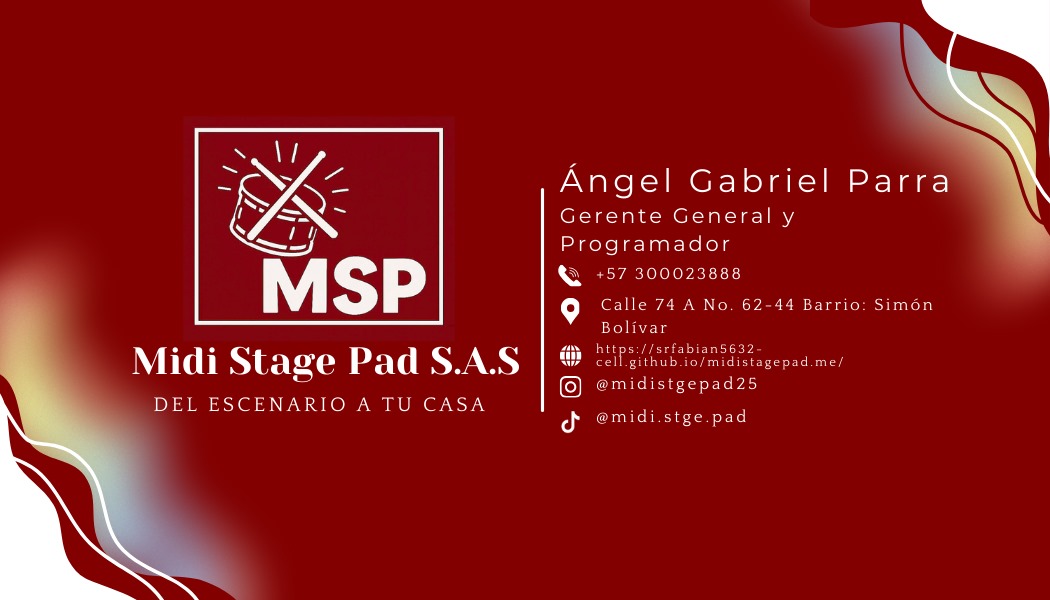 MSP
Midi Stage Pad S.A.S
DEL ESCENARIO A TU CASA
Ángel Gabriel Parra
Gerente General y
Programador
+57 300023888
Calle 74 A No. 62-44 Barrio: Simón
Bolívar
https://srfabian5632-
cell.github.io/midistagepad.me/
@midistgepad25
@midi.stge.pad